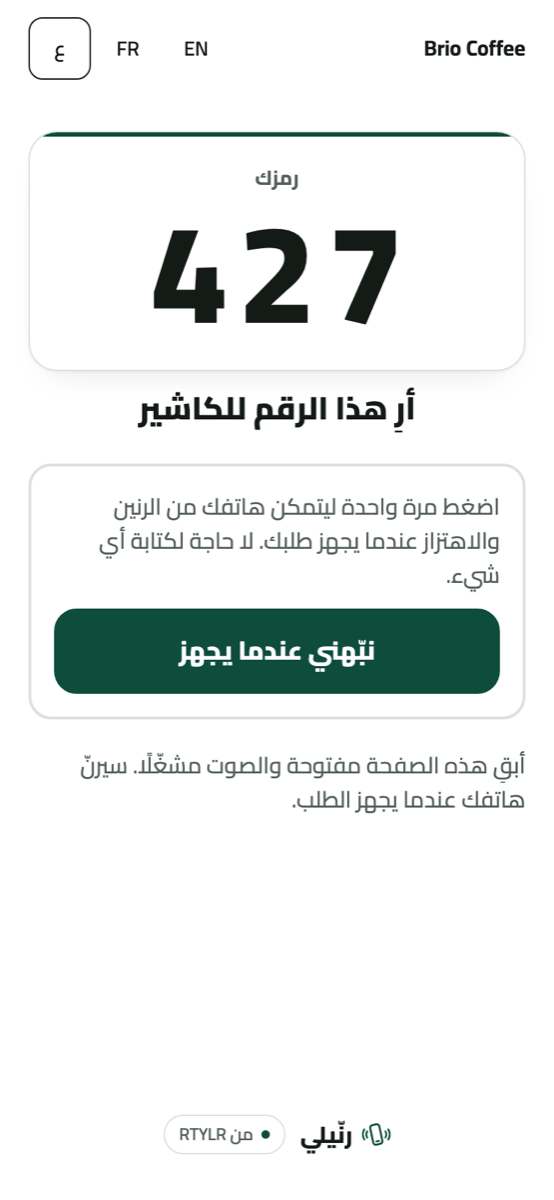 Brio Coffee
EN
FR
ع
رمزك
427
أرِ هذا الرقم للكاشير
اضغط مرة واحدة ليتمكن هاتفك من الرنين
والاهتزاز عندما يجهز طلبك. لا حاجة لكتابة أي
شيء.
نبّهني عندما يجهز
أبقِ هذه الصفحة مفتوحة والصوت مشغّلًا. سيرنّ
هاتفك عندما يجهز الطلب.
رنّيلي
من RTYLR